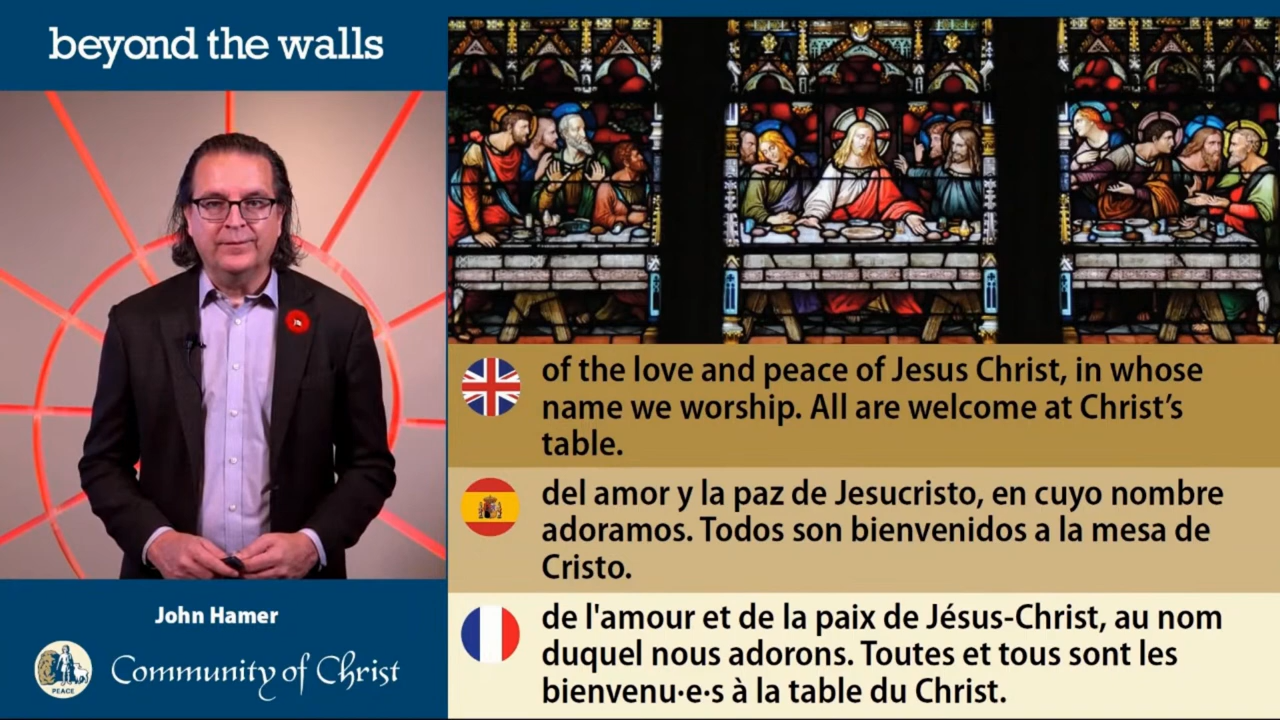 beyond the walls
John Hamer
PEACE
Community of Christ
of the love and peace of Jesus Christ, in whose
name we worship. All are welcome at Christ’s
table.
del amor y la paz de Jesucristo, en cuyo nombre
adoramos. Todos son bienvenidos a la mesa de
Cristo.
de l'amour et de la paix de Jésus-Christ, au nom
duquel nous adorons. Toutes et tous sont les
bienvenu·e·s à la table du Christ.